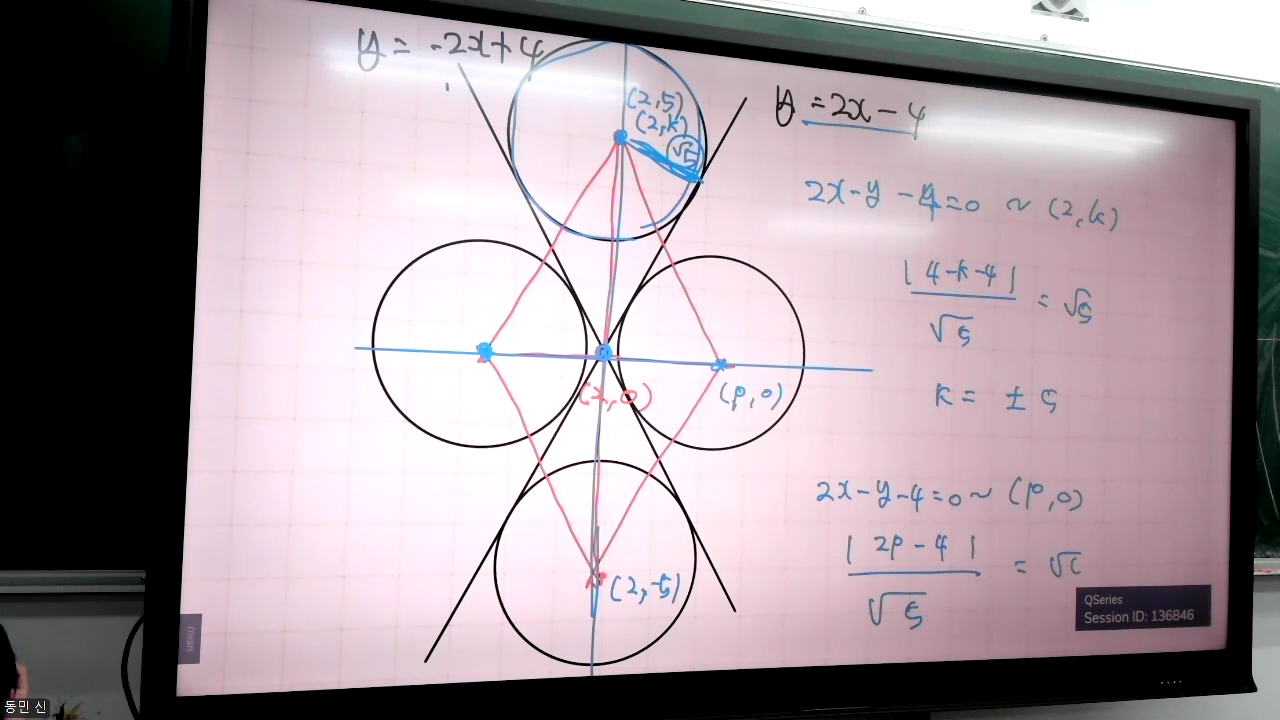 y = -2x+4
y = 2x-4
(2,5)
(2,k)
√5
2x-y-4=0 ~ (2,k)
|4-k-4|
√5
= √5
k = ±5
(2,0)
(p,0)
2x-y-4=0 ~ (p,0)
|2p-4|
√5
(2,-5)
QSeries
Session ID: 136846
MENU
동민 신